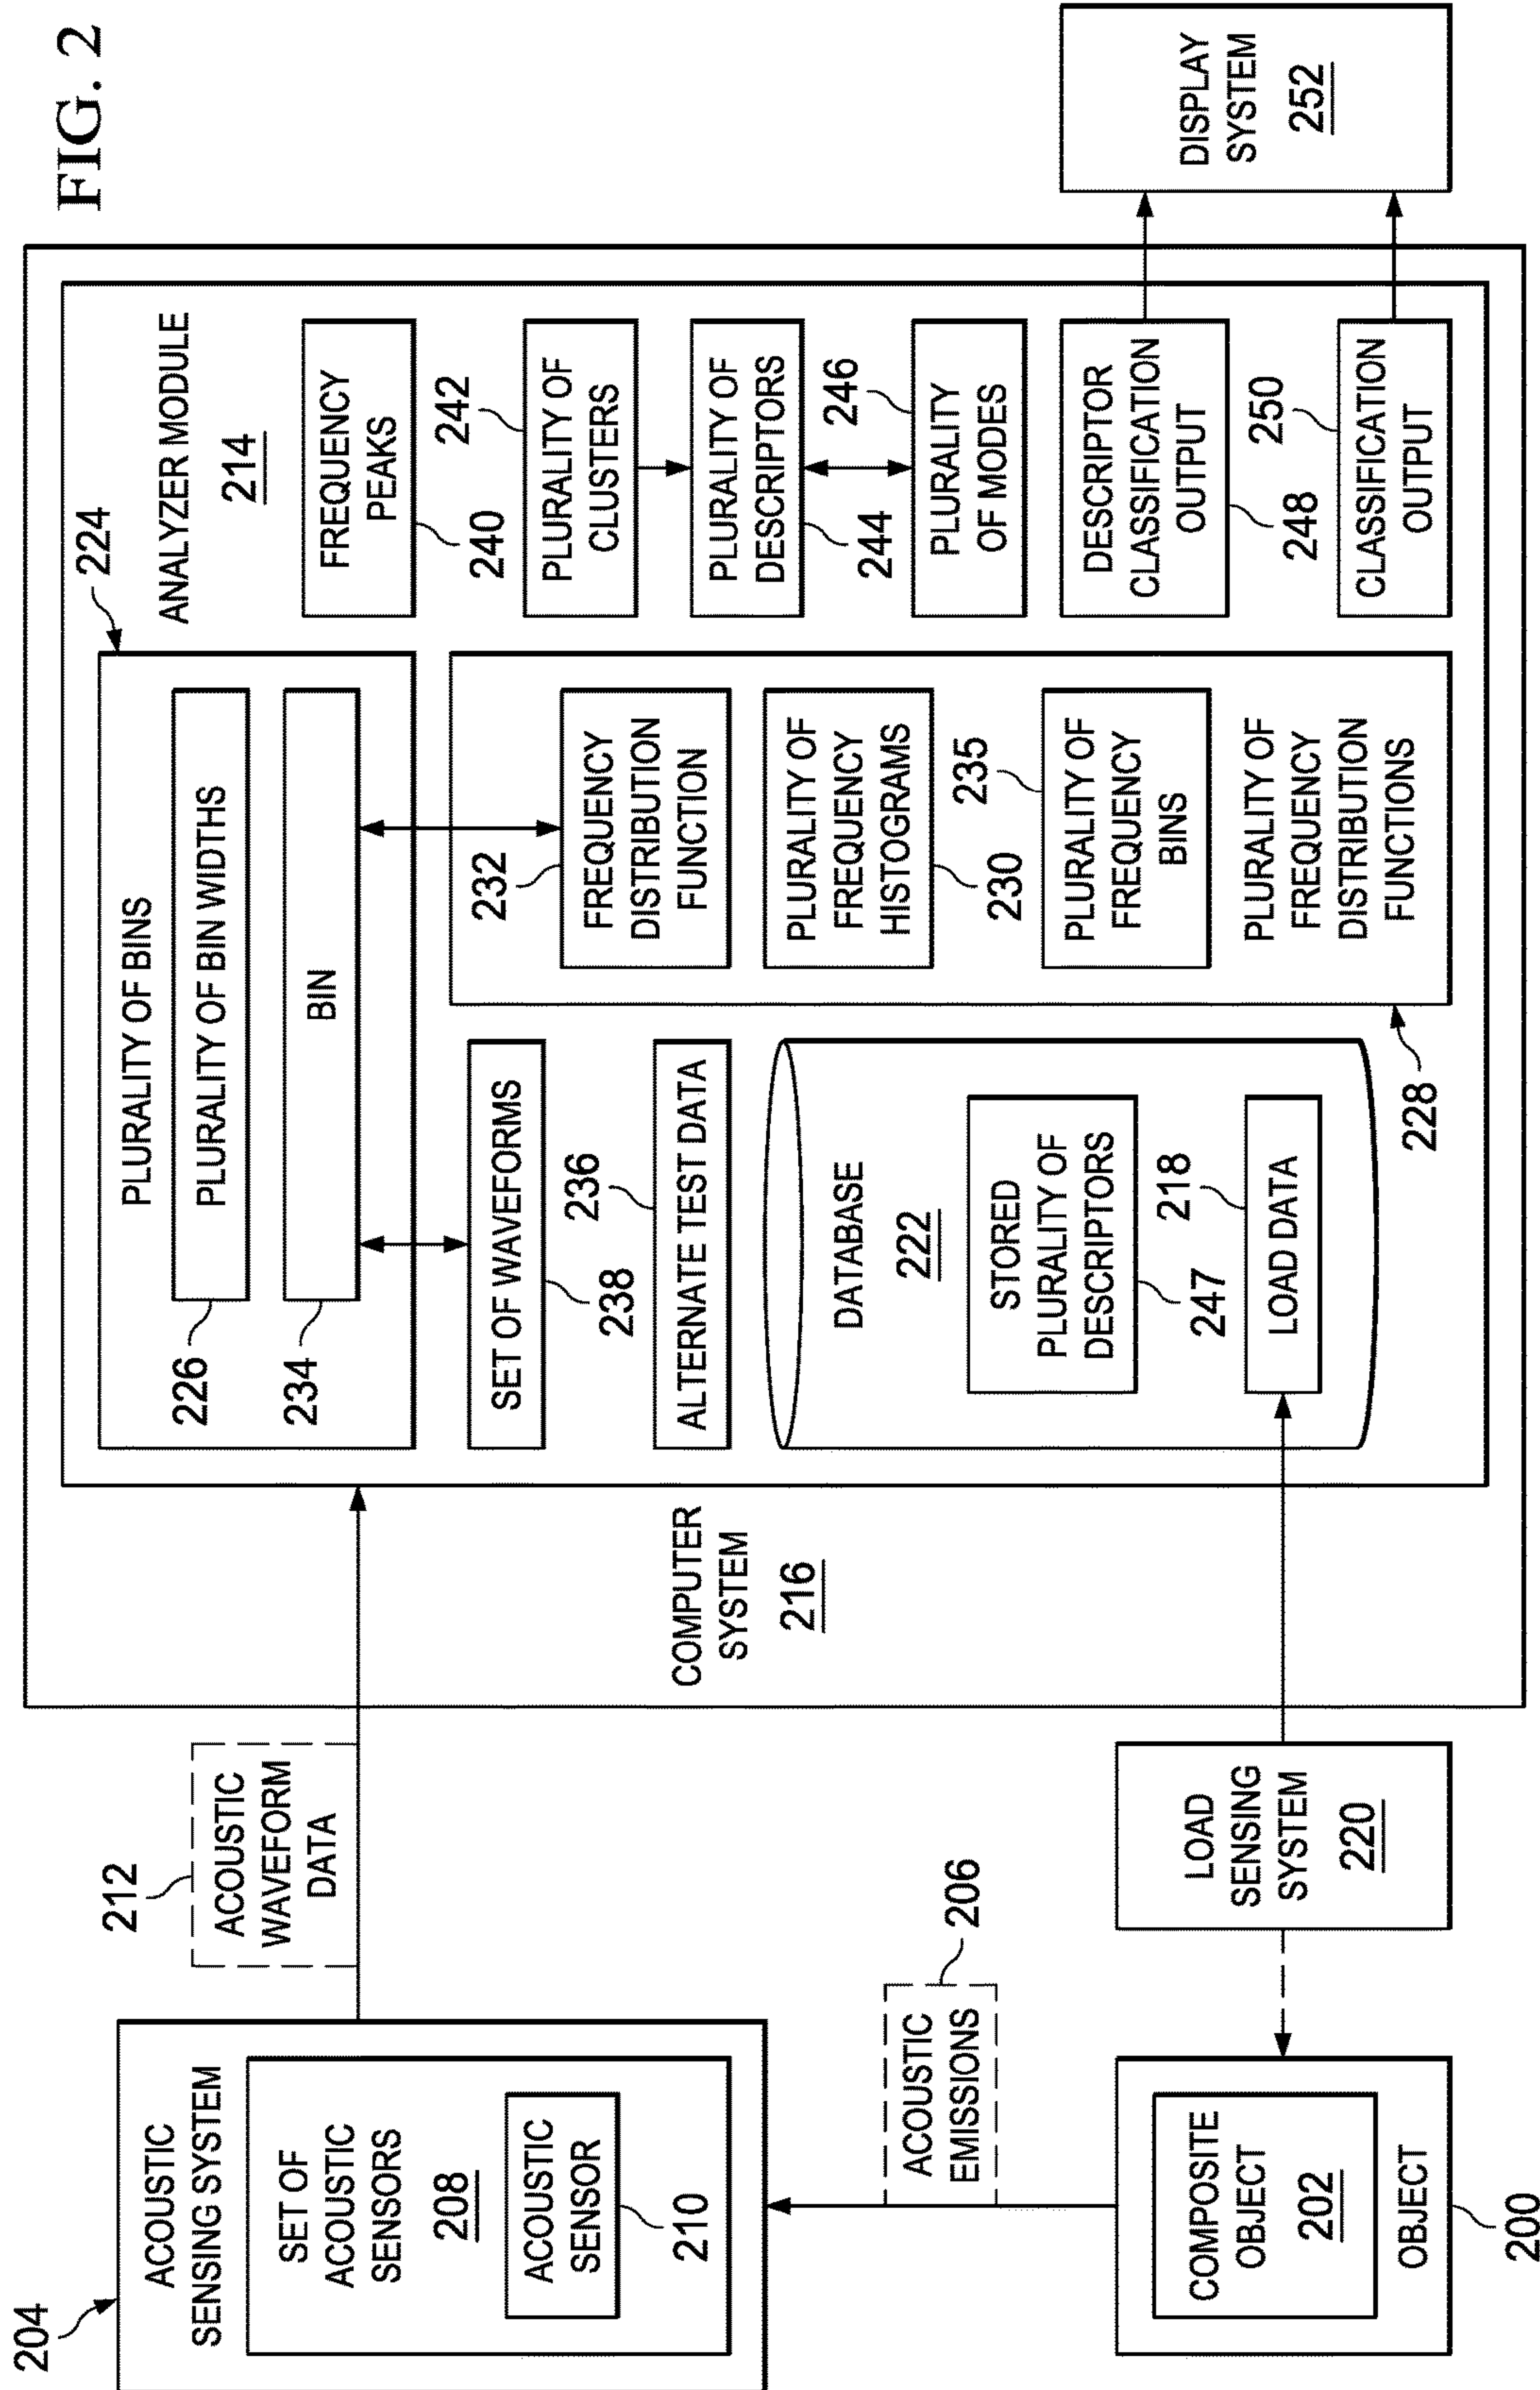 FIG. 2
204
ACOUSTIC
SENSING SYSTEM
SET OF
ACOUSTIC
SENSORS
208
ACOUSTIC
SENSOR
210
212
ACOUSTIC
WAVEFORM
DATA
206
ACOUSTIC
EMISSIONS
COMPOSITE
OBJECT
202
OBJECT
200
LOAD
SENSING
SYSTEM
220
COMPUTER
SYSTEM
216
ANALYZER MODULE
214
224
PLURALITY OF BINS
PLURALITY OF BIN WIDTHS
226
BIN
234
SET OF WAVEFORMS
238
236
ALTERNATE TEST DATA
DATABASE
222
STORED
PLURALITY OF
DESCRIPTORS
247
218
LOAD DATA
228
232
FREQUENCY
DISTRIBUTION
FUNCTION
PLURALITY OF
FREQUENCY
HISTOGRAMS
230
235
PLURALITY OF
FREQUENCY
BINS
PLURALITY OF
FREQUENCY
DISTRIBUTION
FUNCTIONS
FREQUENCY
PEAKS
240
242
PLURALITY OF
CLUSTERS
PLURALITY OF
DESCRIPTORS
244
246
PLURALITY
OF MODES
DESCRIPTOR
CLASSIFICATION
OUTPUT
248
250
CLASSIFICATION
OUTPUT
DISPLAY
SYSTEM
252